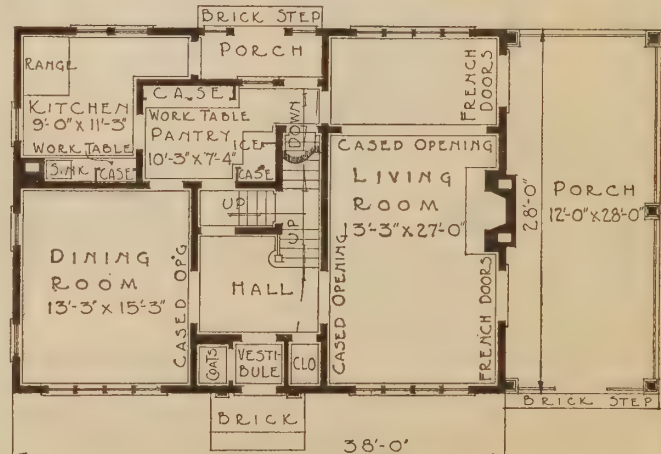 BRICK STEP
PORCH
RANGE
KITCHEN
9'-0" X 11'-3"
WORK TABLE
SINK
CASE
CASE
WORK TABLE
PANTRY
10'-3" X 7'-4"
ICE
CASE
DOWN
FRENCH
DOORS
CASED OPENING
LIVING
ROOM
13'-3" X 27'-0"
28'-0"
PORCH
12'-0" X 28'-0"
UP
UP
DINING
ROOM
13'-3" X 15'-3"
CASED OP'G
HALL
CASED OPENING
FRENCH DOORS
COATS
VESTI-
BULE
CLO
BRICK
BRICK STEP
38'-0"